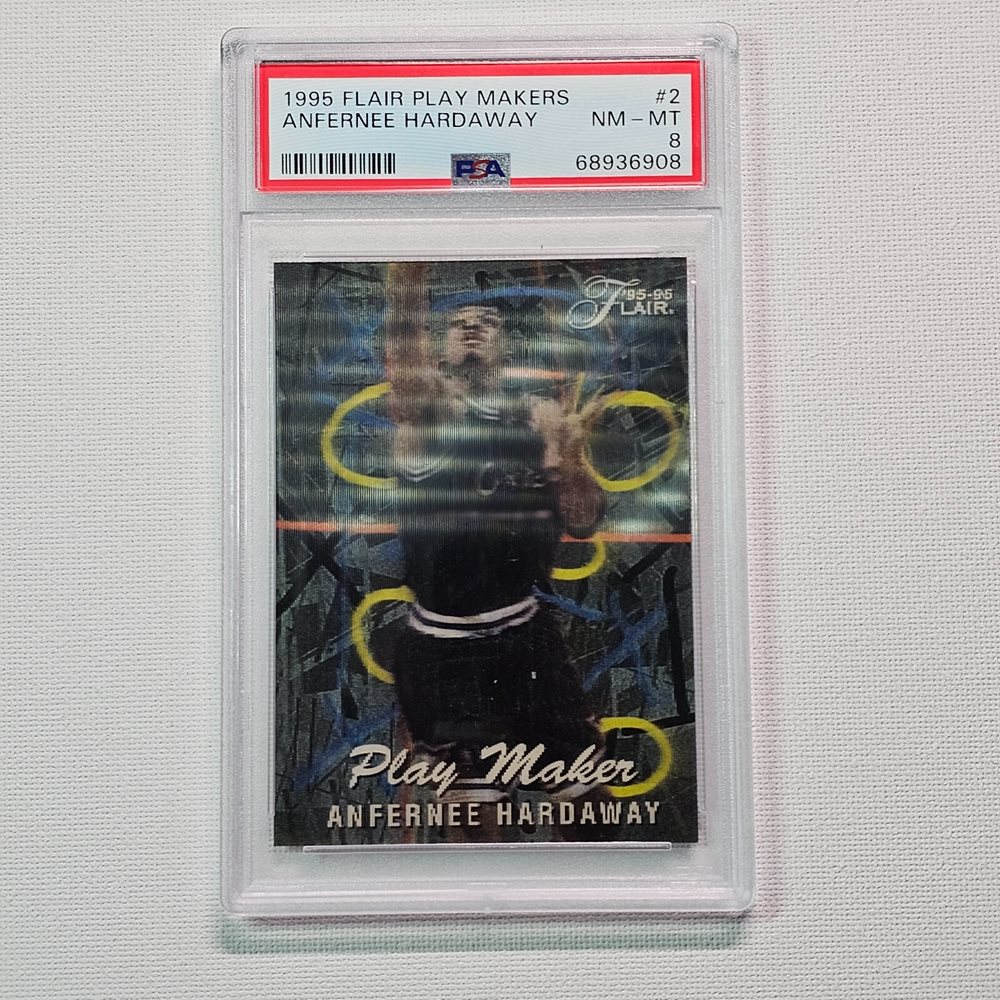 1995 FLAIR PLAY MAKERS #2
ANFERNEE HARDAWAY NM – MT
8
PSA 68936908
'95-96
FLAIR.
Play Maker
ANFERNEE HARDAWAY